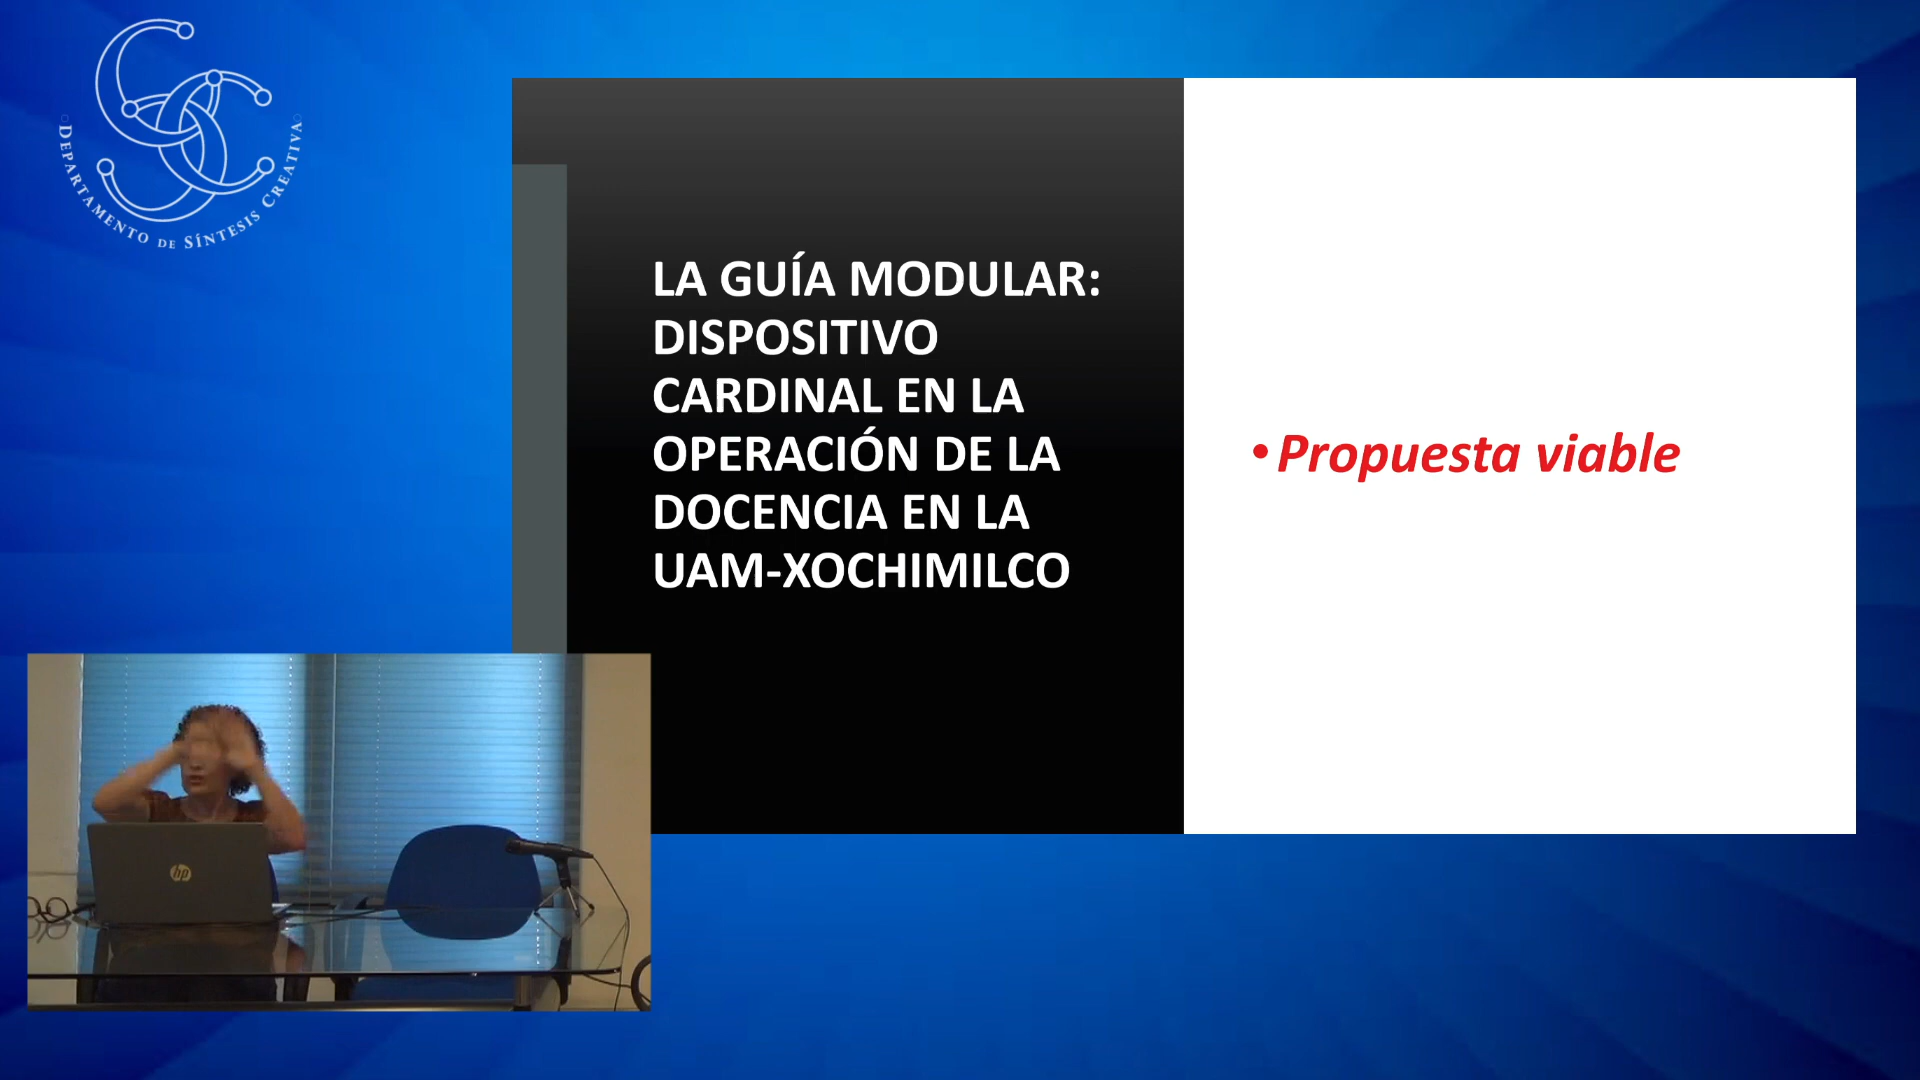 DEPARTAMENTO DE SÍNTESIS CREATIVA
LA GUÍA MODULAR:
DISPOSITIVO
CARDINAL EN LA
OPERACIÓN DE LA
DOCENCIA EN LA
UAM-XOCHIMILCO
• Propuesta viable
hp